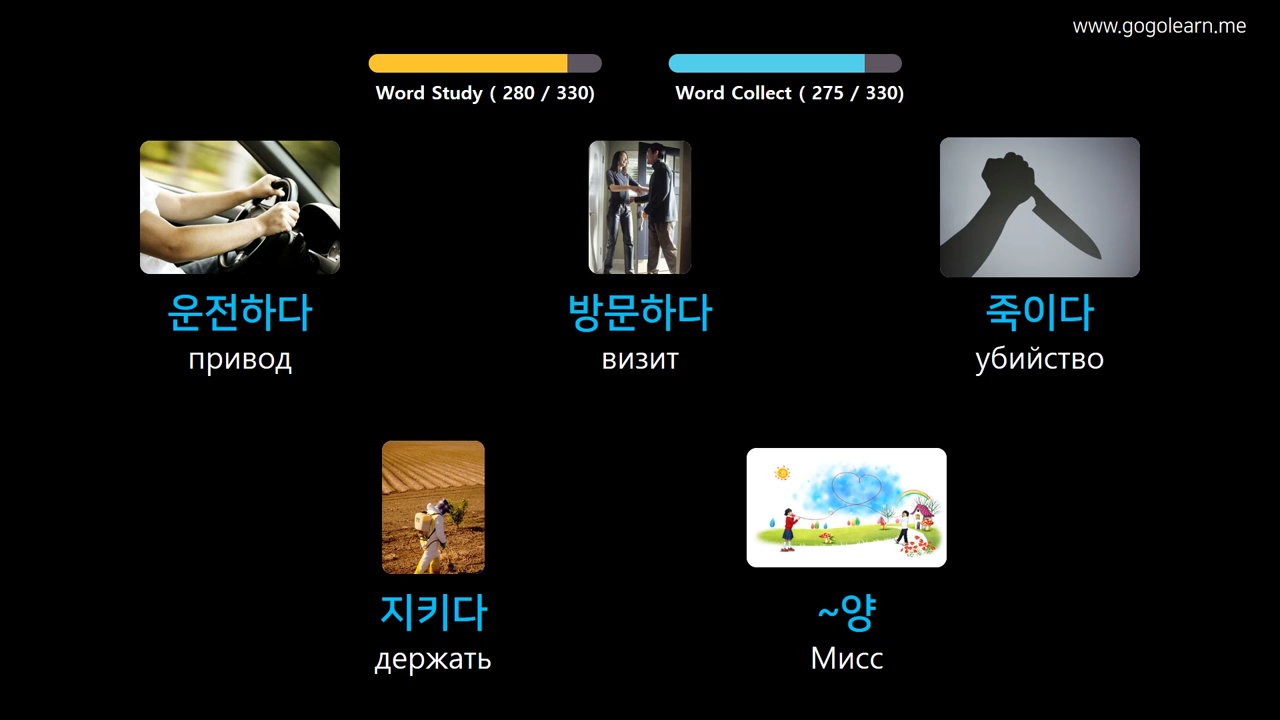 www.gogolearn.me
Word Study ( 280 / 330)
Word Collect ( 275 / 330)
운전하다
привод
방문하다
визит
죽이다
убийство
지키다
держать
~양
Мисс